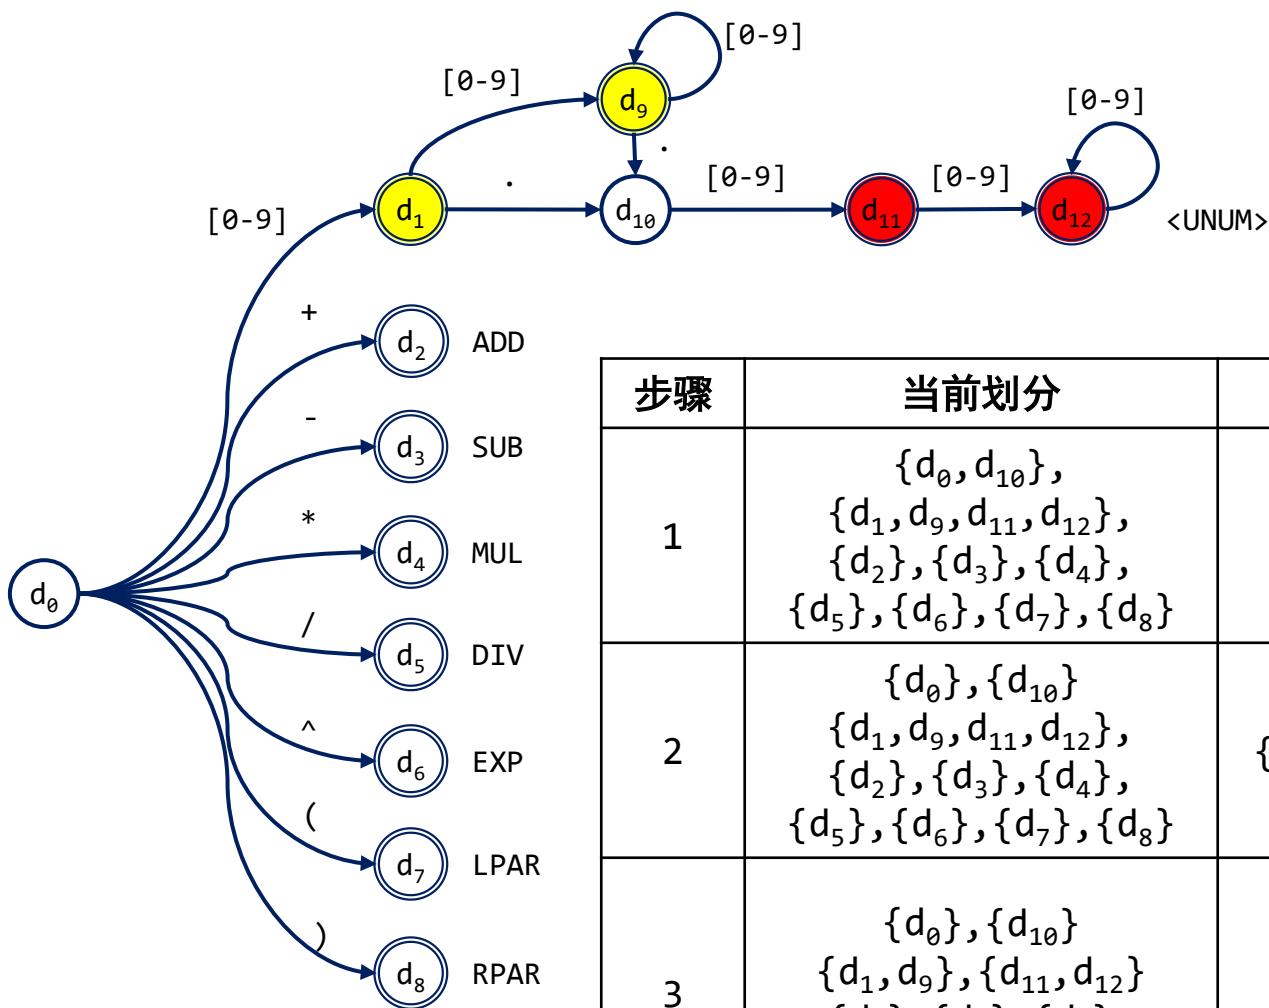 [0-9]
[0-9]
d₉
[0-9]
.
[0-9]
d₁
.
d₁₀
[0-9]
d₁₁
[0-9]
d₁₂
<UNUM>
+
d₂ ADD
-
d₃ SUB
*
d₄ MUL
d₀
/
d₅ DIV
^
d₆ EXP
(
d₇ LPAR
)
d₈ RPAR
步骤 当前划分
1
{d₀,d₁₀},
{d₁,d₉,d₁₁,d₁₂},
{d₂},{d₃},{d₄},
{d₅},{d₆},{d₇},{d₈}
2
{d₀},{d₁₀}
{d₁,d₉,d₁₁,d₁₂},
{d₂},{d₃},{d₄},
{d₅},{d₆},{d₇},{d₈}
{
3
{d₀},{d₁₀}
{d₁,d₉},{d₁₁,d₁₂}